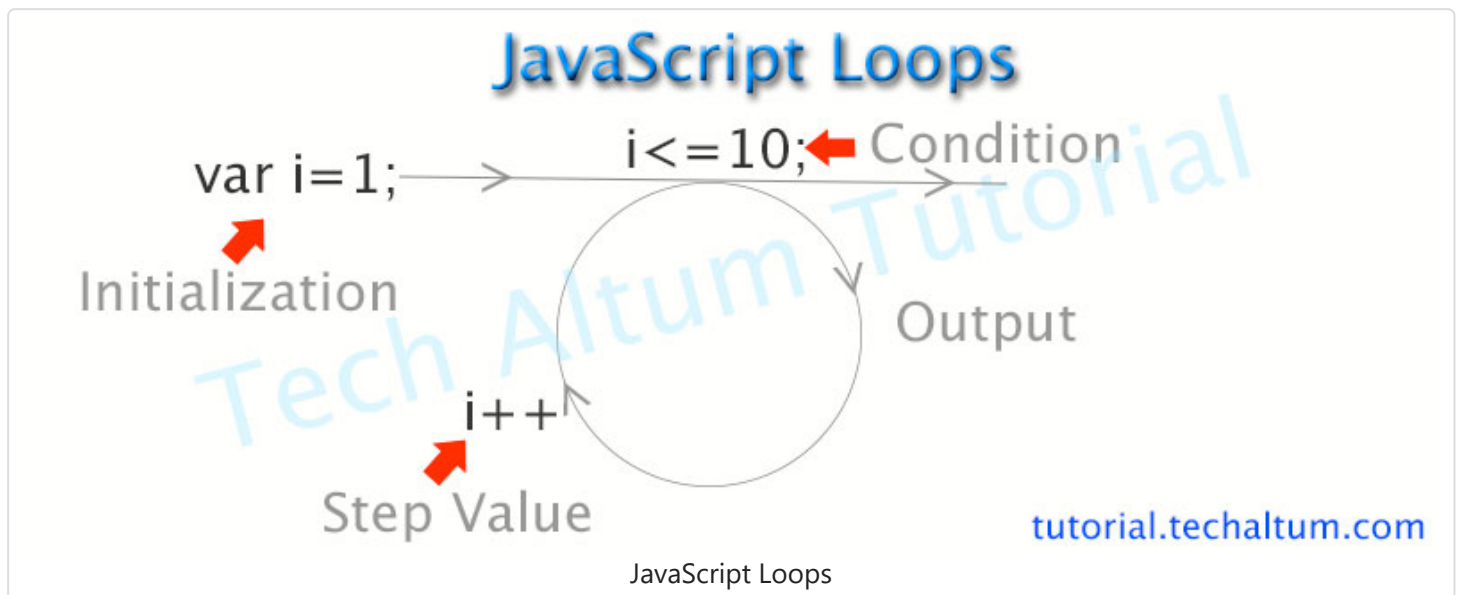 JavaScript Loops
i<=10;
Condition
var i=1;
Initialization
Output
i++
Step Value
Tech Altum Tutorial
tutorial.techaltum.com
JavaScript Loops